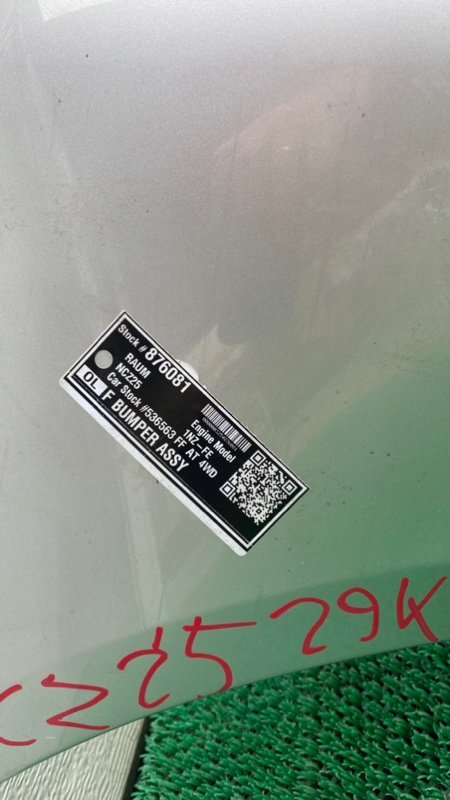 Stock # 876081
RAUM
NCZ25
Engine Model
1NZ-FE
Car Stock #536563 FF AT 4WD
OL F BUMPER ASSY
CZ25 29K